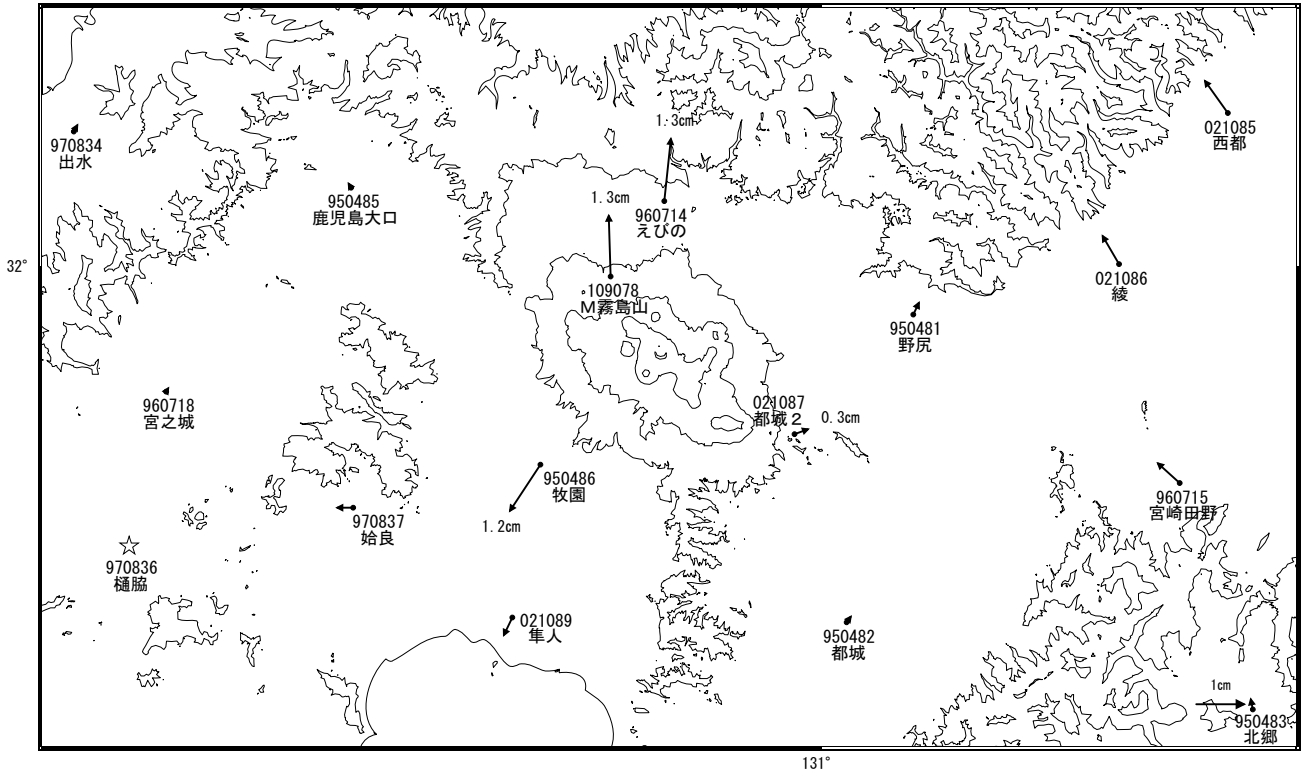 021085
西都
1.3cm
970834
出水
950485
鹿児島大口
1.3cm
960714
えびの
32°
021086
綾
109078
M霧島山
950481
野尻
960718
宮之城
021087
都城２
0.3cm
950486
牧園
1.2cm
960715
宮崎田野
970837
姶良
970836
樋脇
021089
隼人
950482
都城
1cm
950483
北郷
131°